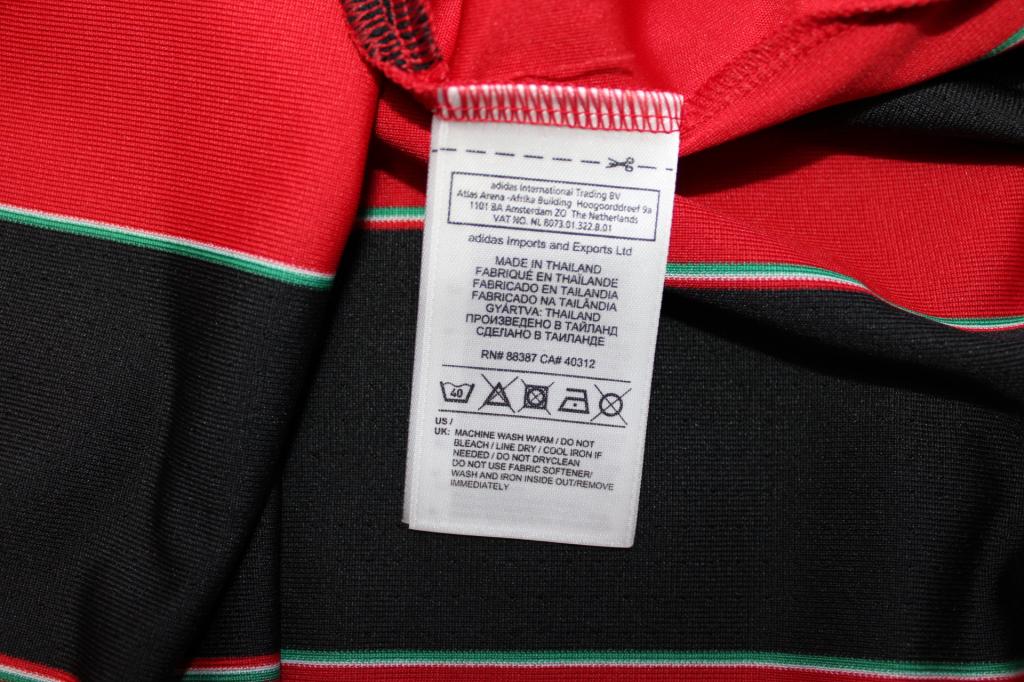 adidas International Trading BV
Atlas Arena -Afrika Building Hoogoorddreef 9a
1101 BA Amsterdam ZO The Netherlands
VAT NO. NL 8073.01.322.B.01
adidas Imports and Exports Ltd
MADE IN THAILAND
FABRIQUÉ EN THAÏLANDE
FABRICADO EN TAILANDIA
FABRICADO NA TAILÂNDIA
GYÁRTVA: THAILAND
ПРОИЗВЕДЕНО В ТАЙЛАНД
СДЕЛАНО В ТАИЛАНДЕ
RN# 88387 CA# 40312
40
US /
UK: MACHINE WASH WARM / DO NOT
BLEACH / LINE DRY / COOL IRON IF
NEEDED / DO NOT DRYCLEAN
DO NOT USE FABRIC SOFTENER/
WASH AND IRON INSIDE OUT/REMOVE
IMMEDIATELY